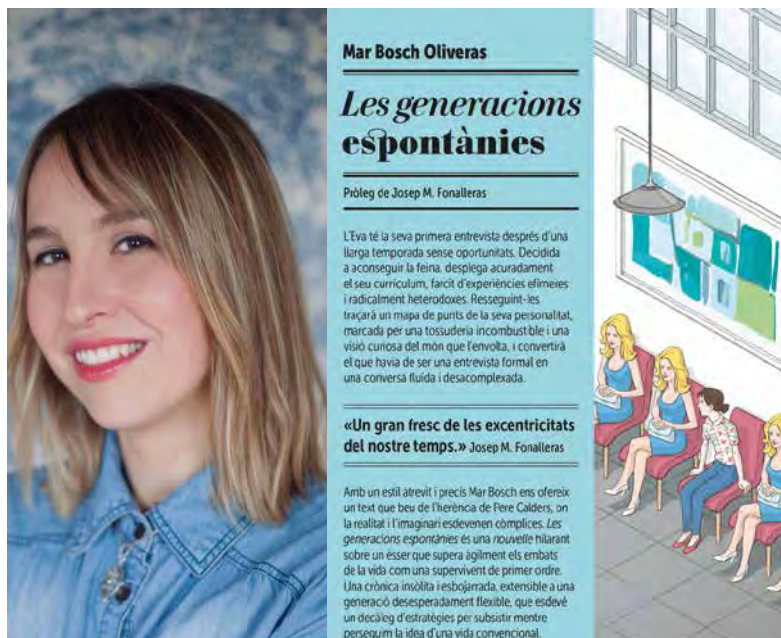 Mar Bosch Oliveras
Les generacions
espontànies
Pròleg de Josep M. Fonalleras
L'Eva té la seva primera entrevista després d'una
llarga temporada sense oportunitats. Decidida
a aconseguir la feina, desplega acuradament
el seu currículum, farcit d'experiències efímeres
i radicalment heterodoxes. Resseguint-les
traçarà un mapa de punts de la seva personalitat,
marcada per una tossuderia incombustible i una
visió curiosa del món que l'envolta, i convertirà
el que havia de ser una entrevista formal en
una conversa fluida i desacomplexada.
«Un gran fresc de les excentricitats
del nostre temps.» Josep M. Fonalleras
Amb un estil atrevit i precís Mar Bosch ens ofereix
un text que beu de l'herència de Pere Calders, on
la realitat i l'imaginari esdevenen còmplices. Les
generacions espontànies és una nouvelle hilarant
sobre un ésser que supera àgilment els embats
de la vida com una supervivent de primer ordre.
Una crònica insòlita i esbojarrada, extensible a una
generació desesperadament flexible, que esdevé
un decàleg d'estratègies per subsistir mentre
perseguim la idea d'una vida convencional.